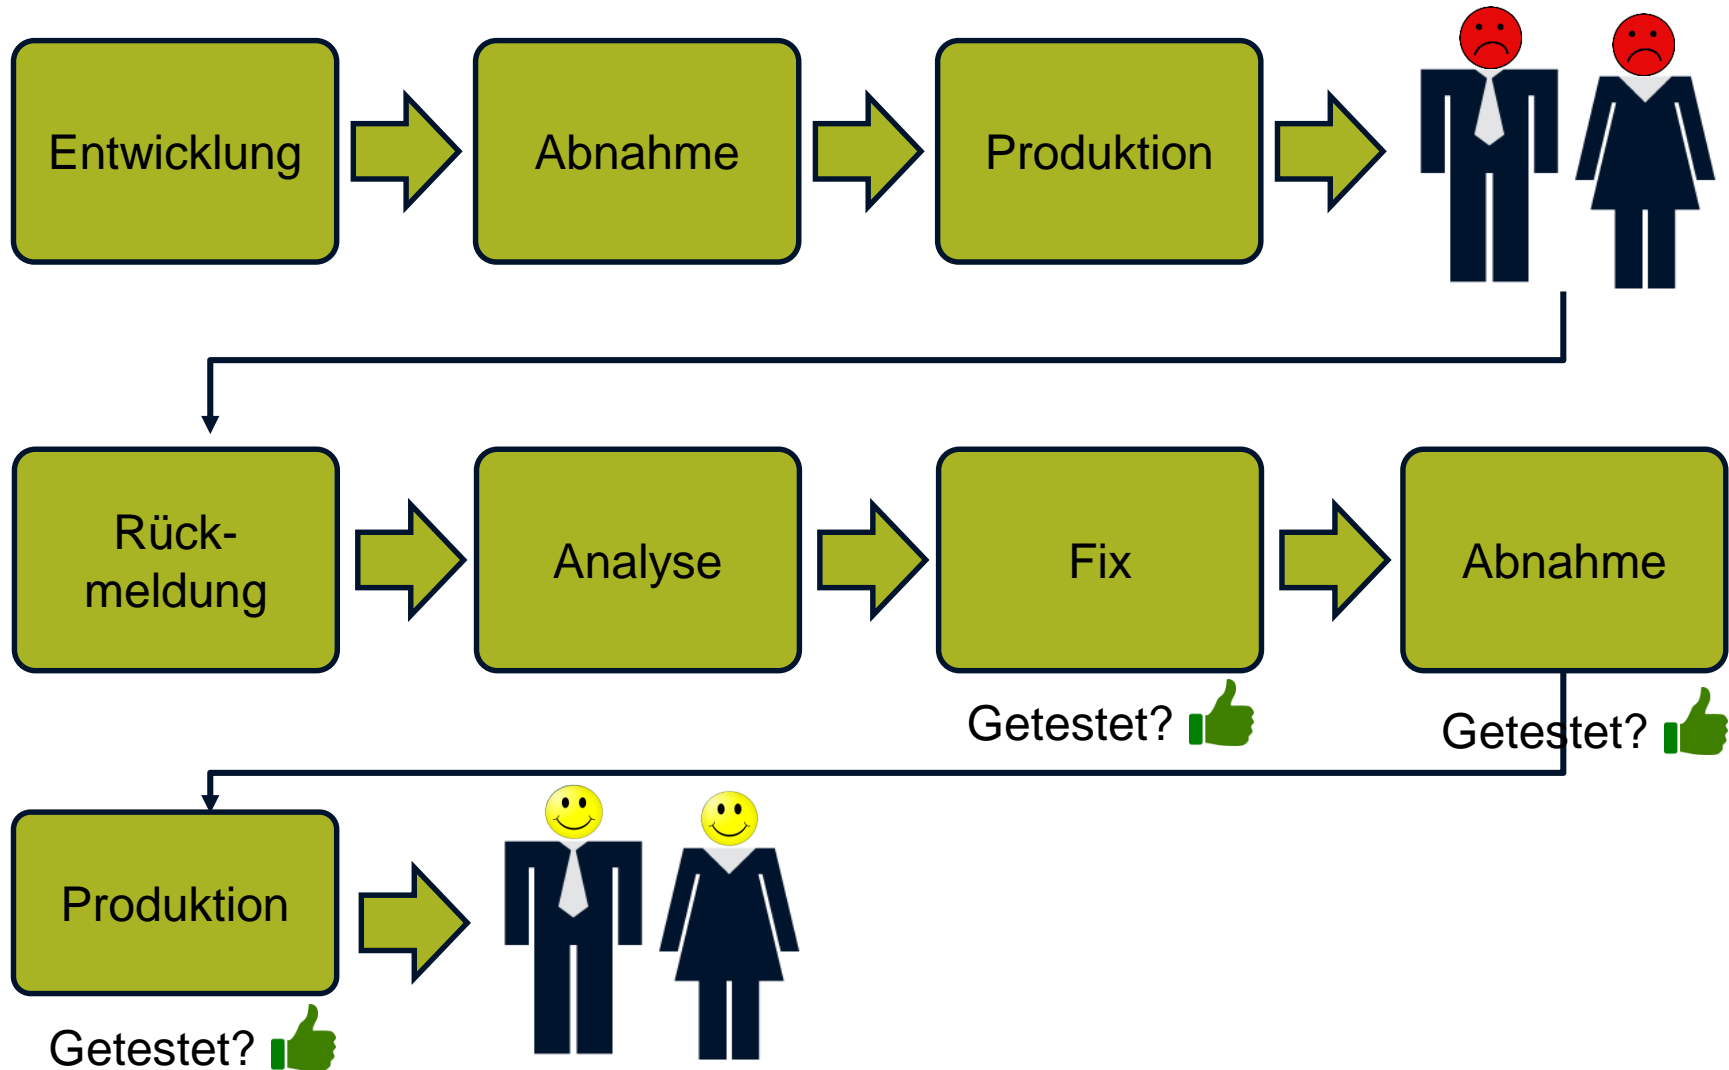 Entwicklung
Abnahme
Produktion
Rück-
meldung
Analyse
Fix
Abnahme
Getestet?
Getestet?
Produktion
Getestet?